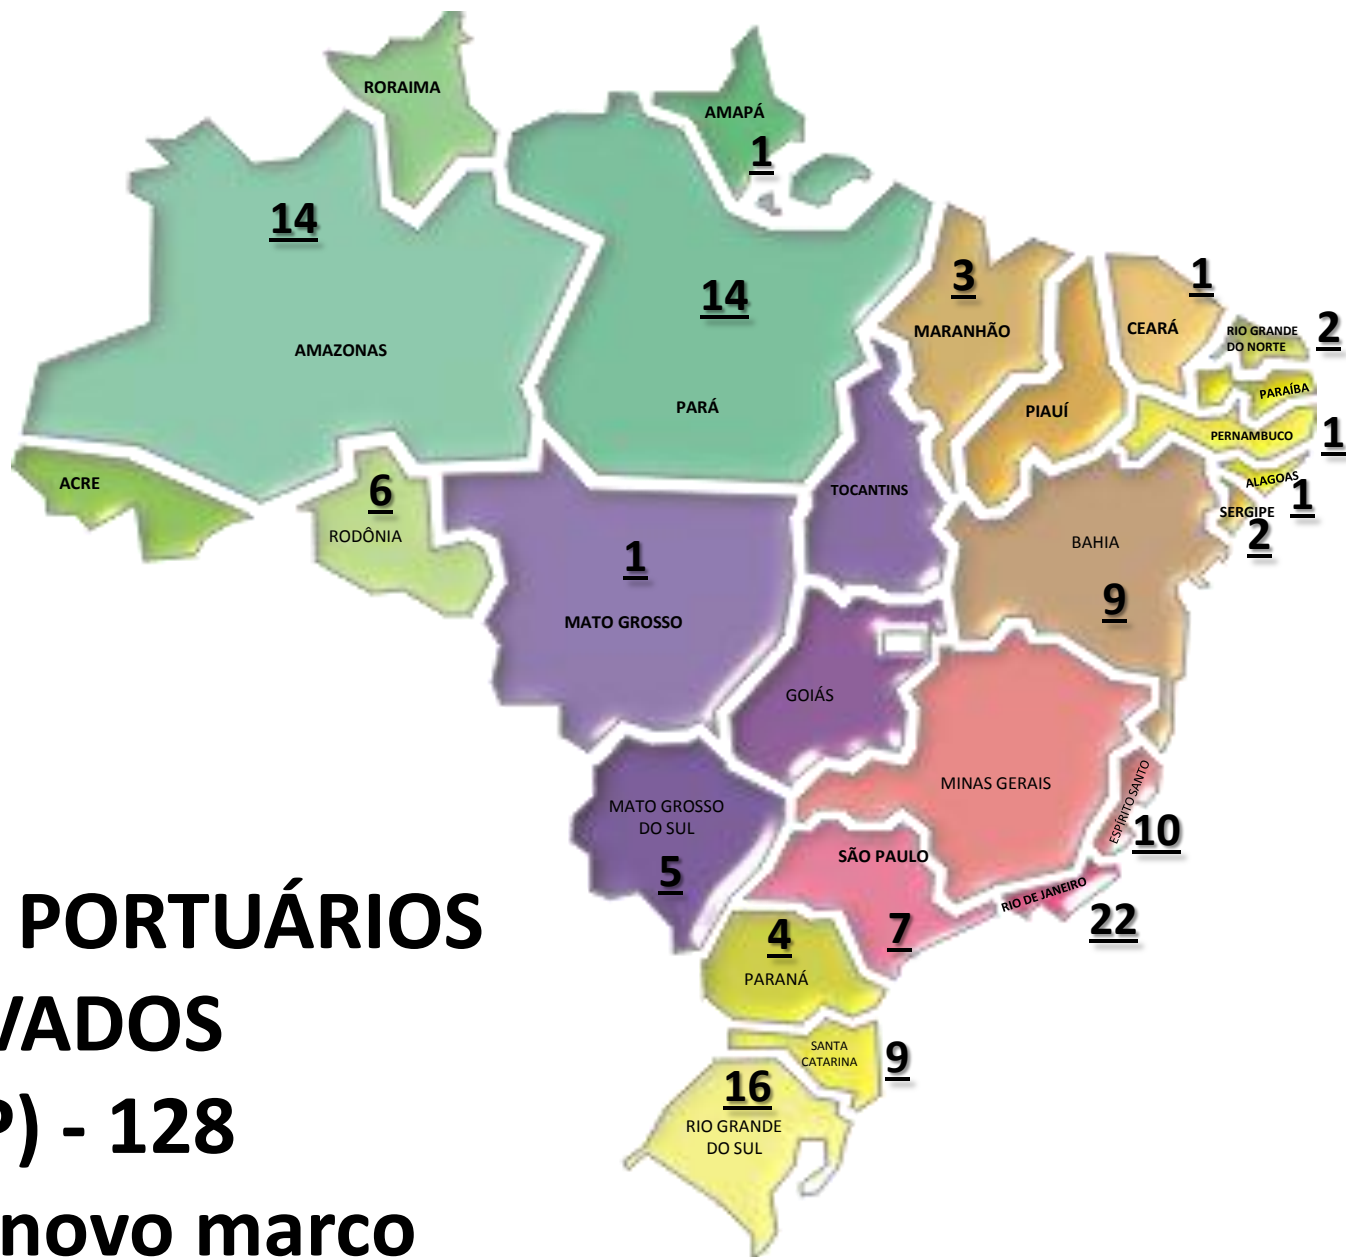 RORAIMA
AMAPÁ
1
14
AMAZONAS
14
PARÁ
3
MARANHÃO
1
CEARÁ
RIO GRANDE
DO NORTE
2
PARAÍBA
PIAUÍ
PERNAMBUCO
1
ALAGOAS
1
SERGIPE
2
ACRE
6
RODÔNIA
TOCANTINS
BAHIA
9
1
MATO GROSSO
GOIÁS
MINAS GERAIS
ESPÍRITO SANTO
10
MATO GROSSO
DO SUL
5
SÃO PAULO
7
RIO DE JANEIRO
22
4
PARANÁ
SANTA
CATARINA
9
16
RIO GRANDE
DO SUL
PORTUÁRIOS
VADOS
P) - 128
novo marco